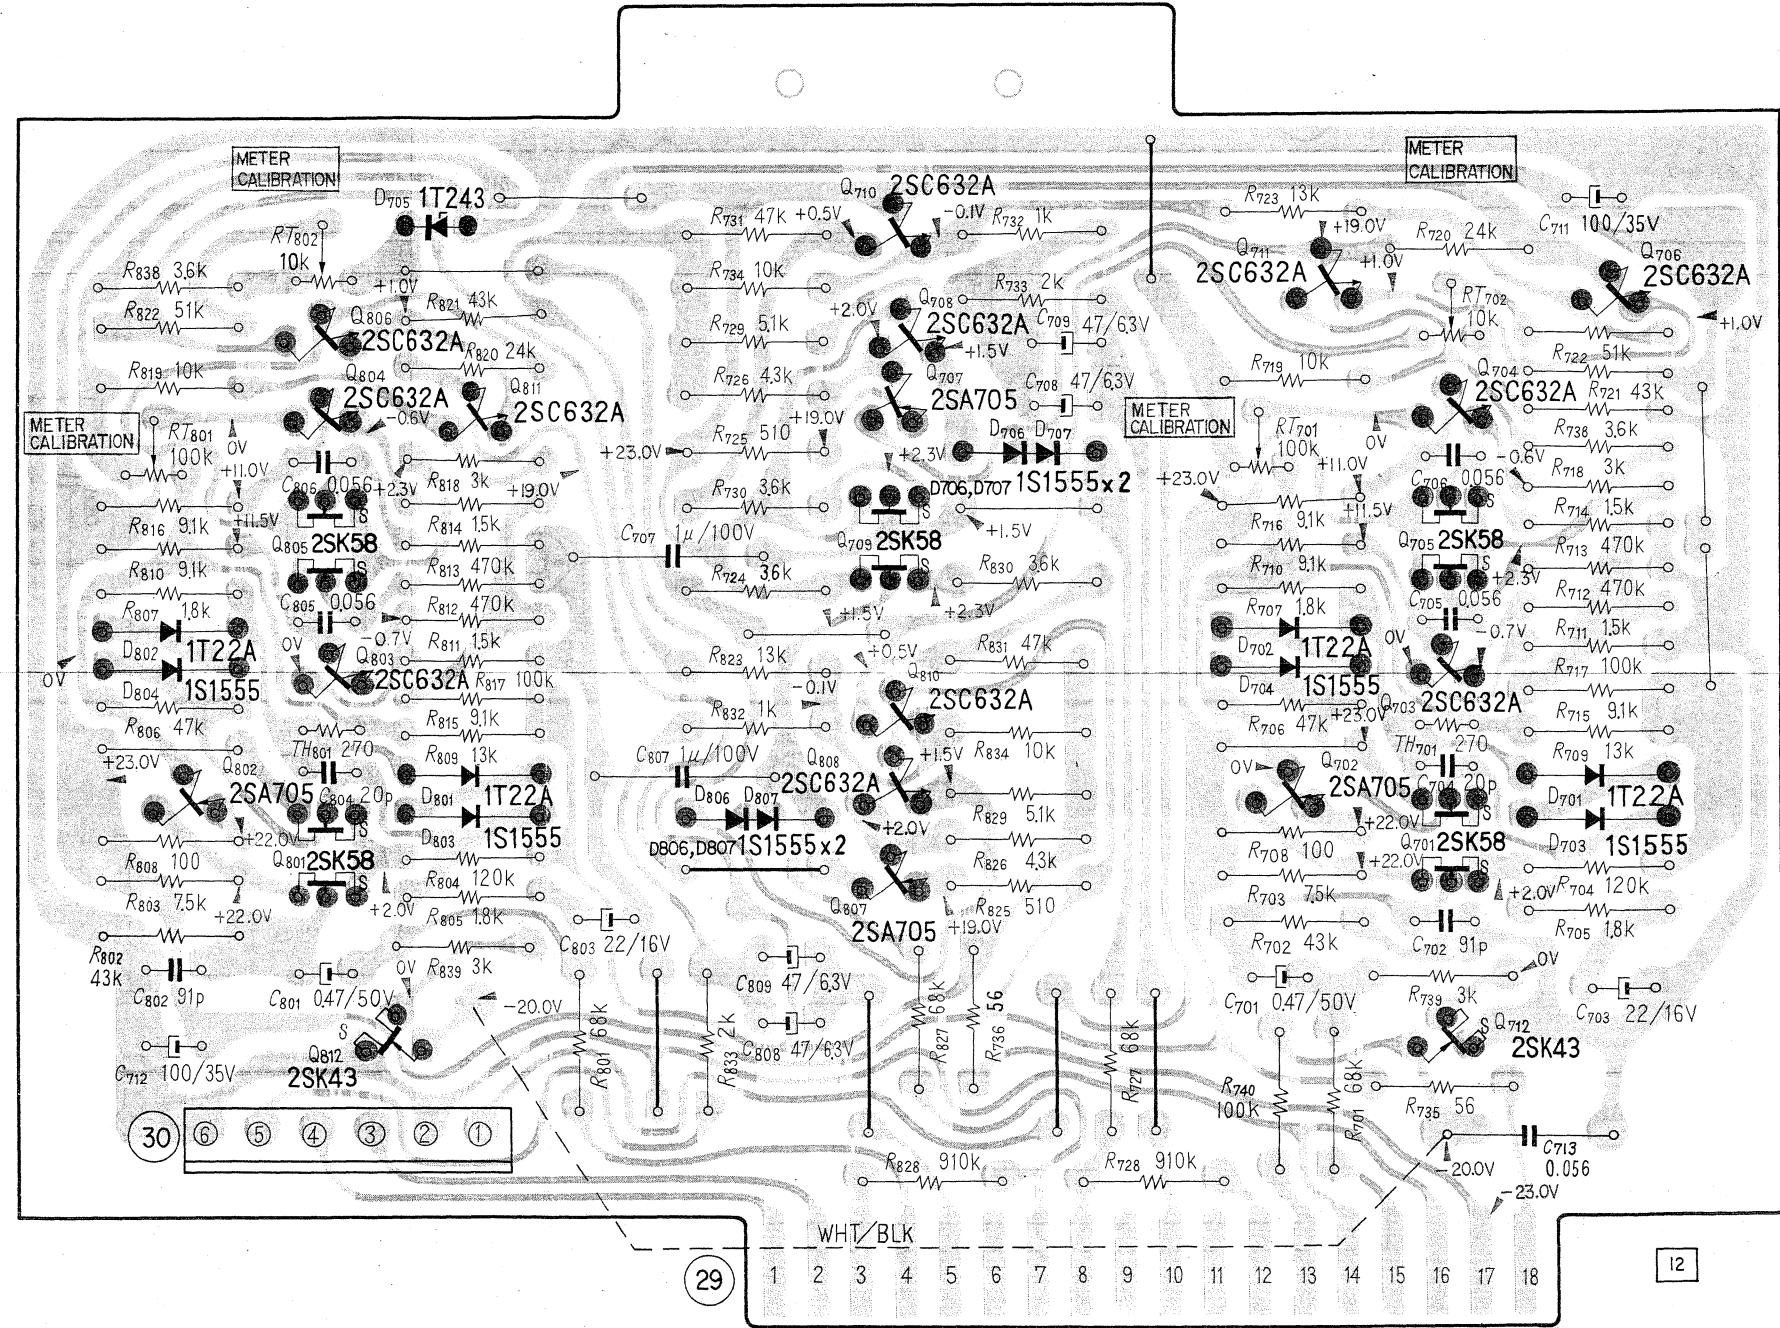 METER
CALIBRATION
D705 1T243
RT802
10k
R838 3.6k
R822 51k
+1.0V
R821 43k
Q806
2SC632A
R820 24k
R819 10k
Q804
2SC632A
Q811
2SC632A
-0.6V
METER
CALIBRATION
RT801
100k
0V
+11.0V
C806 0.056
+2.3V
R818 3k
+19.0V
R816 9.1k
+11.5V
S
R814 1.5k
Q805
2SK58
R810 9.1k
S
R813 470k
C805 0.056
R807 1.8k
R812 470k
0V
-0.7V
R811 1.5k
D802 1T22A
Q803
2SC632A
R817 100k
0V
D804 1S1555
R806 47k
R815 9.1k
TH801 270
R809 13k
+23.0V
Q802
2SA705
C804 20p
D801 1T22A
+22.0V
S
D803 1S1555
Q801
2SK58
R808 100
S
R804 120k
R803 7.5k
+22.0V
+2.0V
R805 1.8k
R802
43k
C802 91p
C801 0.47/50V
0V
R839 3k
-20.0V
C712 100/35V
S
Q812
2SK43
30
6 5 4 3 2 1
Q710 2SC632A
R731 47k +0.5V
-0.1V
R732 1k
R734 10k
R733 2k
+2.0V
Q708
2SC632A
C709 47/6.3V
R729 5.1k
+1.5V
R726 4.3k
Q707
2SA705
C708 47/6.3V
+19.0V
R725 510
+23.0V
D706 D707
+2.3V
D706,D707 1S1555x2
R730 3.6k
S
+1.5V
C707 1μ/100V
Q709
2SK58
R724 3.6k
S
R830 3.6k
+1.5V
+2.3V
R831 47k
R823 13k
+0.5V
-0.1V
Q810
2SC632A
R832 1k
R834 10k
C807 1μ/100V
Q808
2SC632A
+1.5V
D806 D807
+2.0V
R829 5.1k
D806,D807 1S1555x2
R826 4.3k
Q807
2SA705
R825 510
+19.0V
C803 22/16V
C809 47/6.3V
C808 47/6.3V
R801 68k
R833 2k
R827 68k
R736 56
R727 68k
R828 910k
R728 910k
METER
CALIBRATION
R723 13k
+19.0V
C711 100/35V
R720 24k
Q711
2SC632A
+1.0V
Q706
2SC632A
RT702
10k
+1.0V
R722 51k
R719 10k
Q704
2SC632A
R721 43k
METER
CALIBRATION
RT701
100k
0V
R738 3.6k
+23.0V
+11.0V
-0.6V
C706 0.056
R718 3k
R716 9.1k
+11.5V
S
R714 1.5k
Q705
2SK58
R713 470k
R710 9.1k
S
+2.3V
C705 0.056
R712 470k
R707 1.8k
0V
-0.7V
R711 1.5k
D702 1T22A
R717 100k
D704 1S1555
2SC632A
Q703
R706 47k
+23.0V
R715 9.1k
TH701 270
R709 13k
0V
Q702
2SA705
C704 20p
D701 1T22A
+22.0V
S
Q701
2SK58
R708 100
+22.0V
D703 1S1555
S
R703 7.5k
+2.0V
R704 120k
R702 43k
C702 91p
R705 1.8k
0V
C701 0.47/50V
R739 3k
C703 22/16V
S
Q712
2SK43
R740
100k
R701 68k
R735 56
C713
0.056
-20.0V
-23.0V
WHT/BLK
29
1 2 3 4 5 6 7 8 9 10 11 12 13 14 15 16 17 18
12